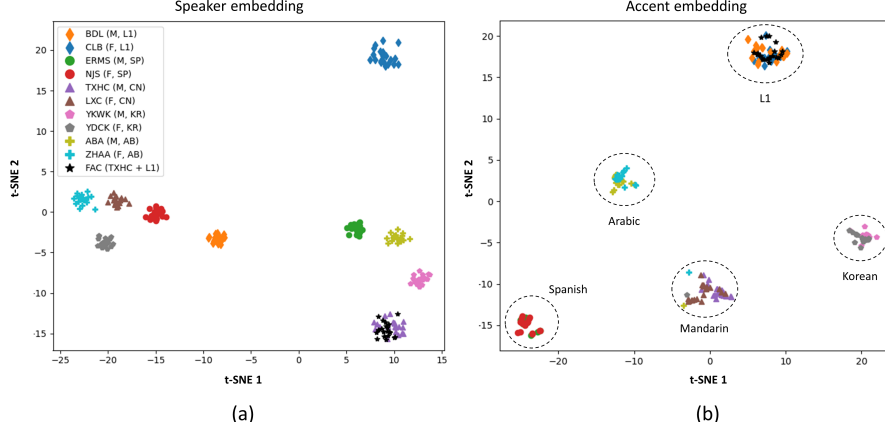 Speaker embedding
20
15
10
5
0
−5
−10
−15
t-SNE 2
BDL (M, L1)
CLB (F, L1)
ERMS (M, SP)
NJS (F, SP)
TXHC (M, CN)
LXC (F, CN)
YKWK (M, KR)
YDCK (F, KR)
ABA (M, AB)
ZHAA (F, AB)
FAC (TXHC + L1)
−25 −20 −15 −10 −5 0 5 10 15
t-SNE 1
(a)
Accent embedding
20
15
10
5
0
−5
−10
−15
t-SNE 2
L1
Arabic
Korean
Spanish
Mandarin
−20 −10 0 10 20
t-SNE 1
(b)